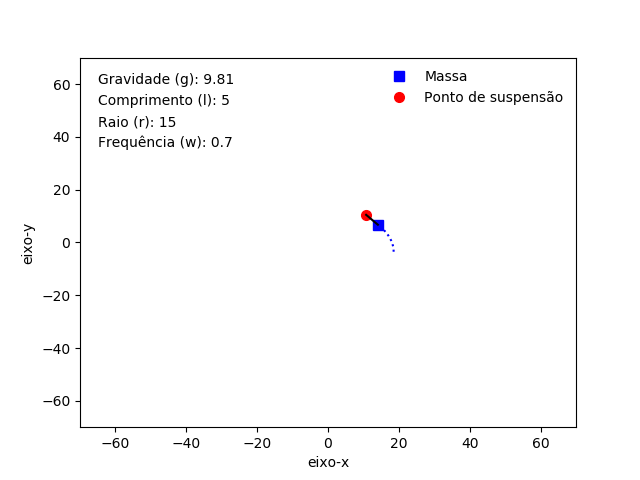 Gravidade (g): 9.81
Comprimento (l): 5
Raio (r): 15
Frequência (w): 0.7
Massa
Ponto de suspensão
60
40
20
0
−20
−40
−60
eixo-y
−60
−40
−20
0
20
40
60
eixo-x